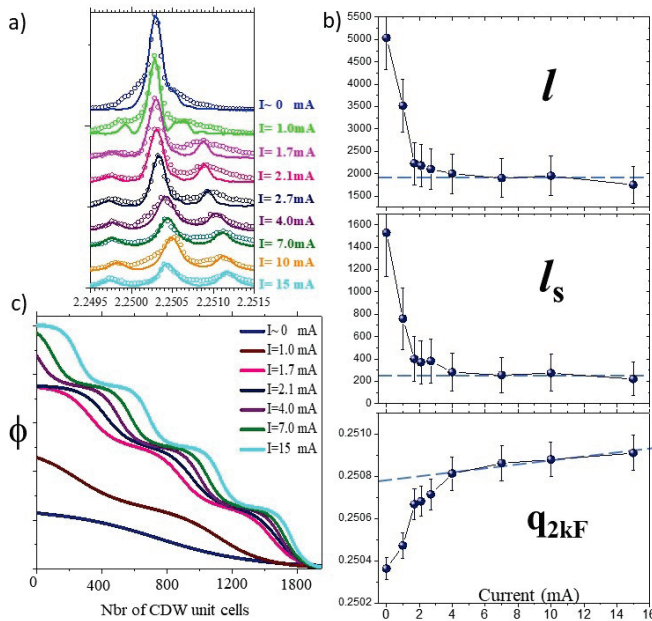 a)
I~ 0 mA
I= 1.0mA
I= 1.7mA
I= 2.1mA
I= 2.7mA
I= 4.0mA
I= 7.0mA
I= 10 mA
I= 15 mA
2.2495 2.2500 2.2505 2.2510 2.2515
b)
5500
5000
4500
4000
3500
3000
2500
2000
1500
1000
l
1600
1400
1200
1000
800
600
400
200
0
ls
0.2510
0.2508
0.2506
0.2504
0.2502
q2kF
Current (mA)
0 2 4 6 8 10 12 14 16
c)
I~ 0 mA
I=1.0 mA
I=1.7 mA
I=2.1 mA
I=4.0 mA
I=7.0 mA
I=15 mA
ϕ
0 400 800 1200 1800
Nbr of CDW unit cells